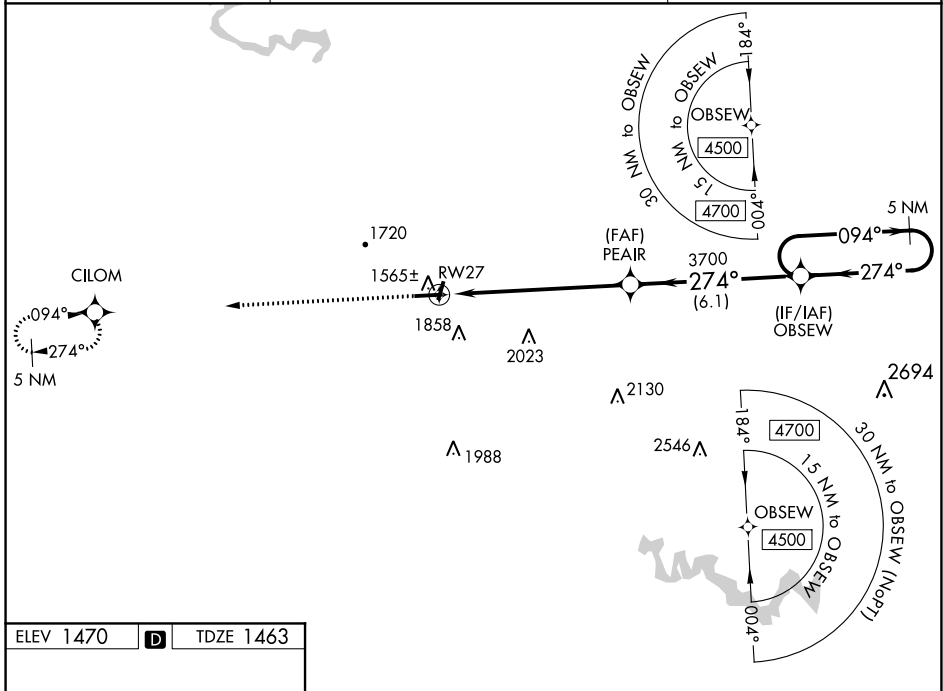 184°
30 NM to OBSEW
15 NM to OBSEW
OBSEW
4500
4700
004°
5 NM
094°
274°
1720
(FAF)
PEAIR
3700
274°
(6.1)
(IF/IAF)
OBSEW
CILOM
1565±
RW27
094°
274°
5 NM
1858
2023
2130
2694
1988
2546
184°
4700
30 NM to OBSEW (NoPT)
15 NM to OBSEW
OBSEW
4500
004°
ELEV 1470 D TDZE 1463